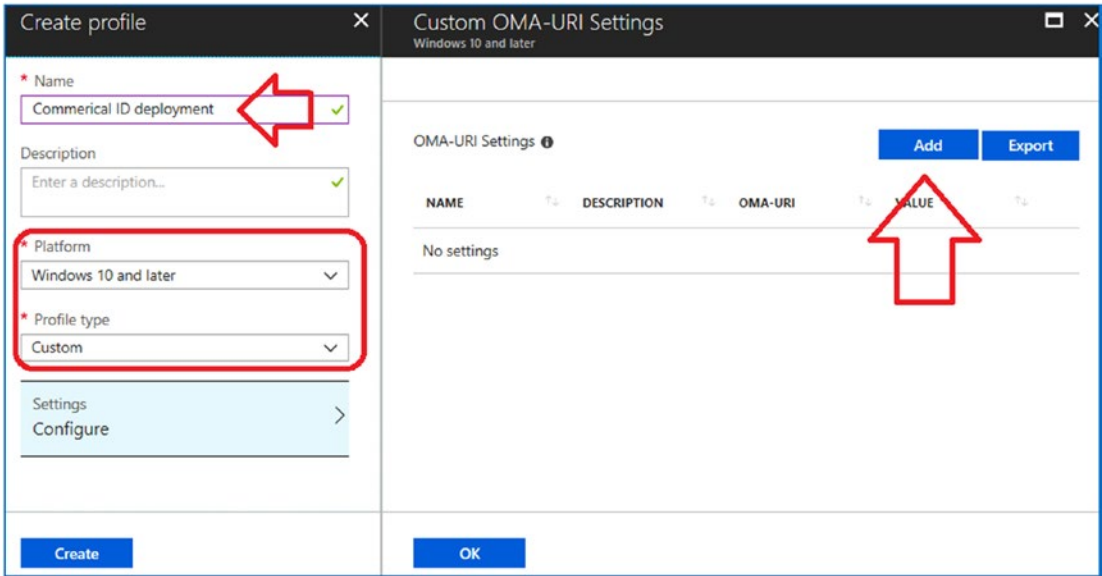 Create profile
* Name
Commerical ID deployment
Description
Enter a description...
* Platform
Windows 10 and later
* Profile type
Custom
Settings
Configure
Create
Custom OMA-URI Settings
Windows 10 and later
OMA-URI Settings
Add
Export
NAME DESCRIPTION OMA-URI VALUE
No settings
OK